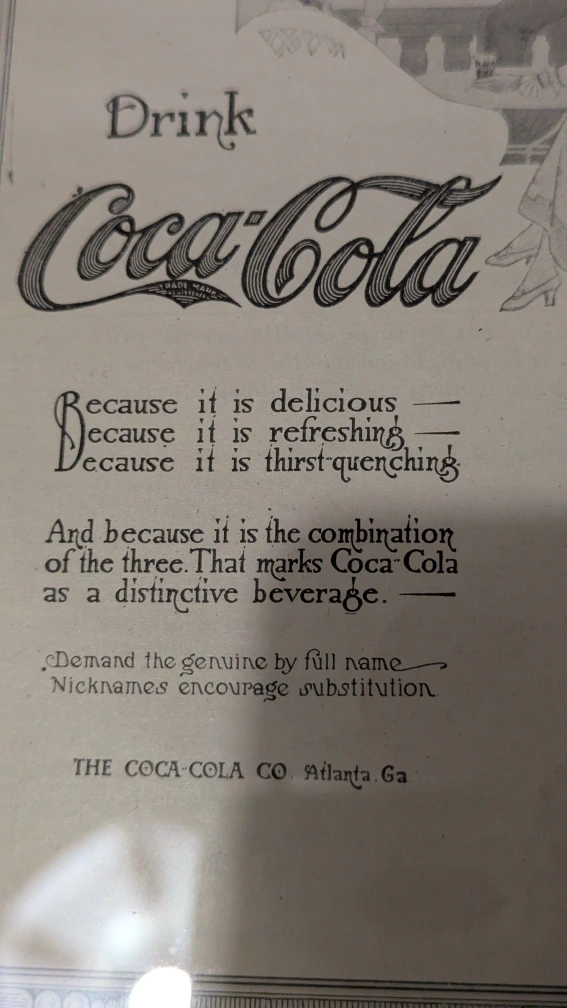 Drink
Coca-Cola
TRADE MARK
Because it is delicious —
Because it is refreshing —
Because it is thirst-quenching.
And because it is the combination
of the three. That marks Coca-Cola
as a distinctive beverage. —
Demand the genuine by full name
Nicknames encourage substitution
THE COCA-COLA CO. Atlanta. Ga.